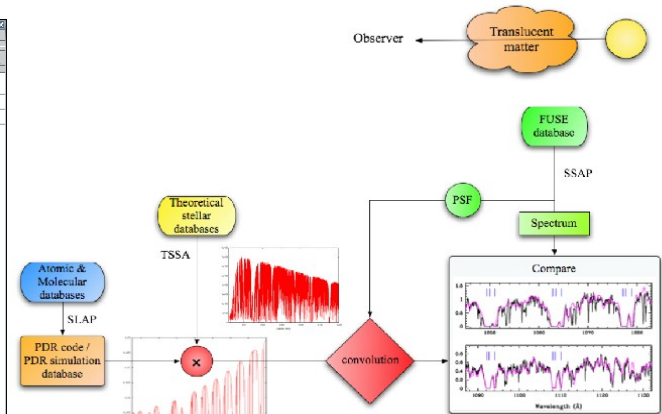 Observer
Translucent
matter
FUSE
database
SSAP
PSF
Spectrum
Theoretical
stellar
databases
TSSA
Atomic &
Molecular
databases
SLAP
PDR code /
PDR simulation
database
×
convolution
Compare
Wavelength (Å)